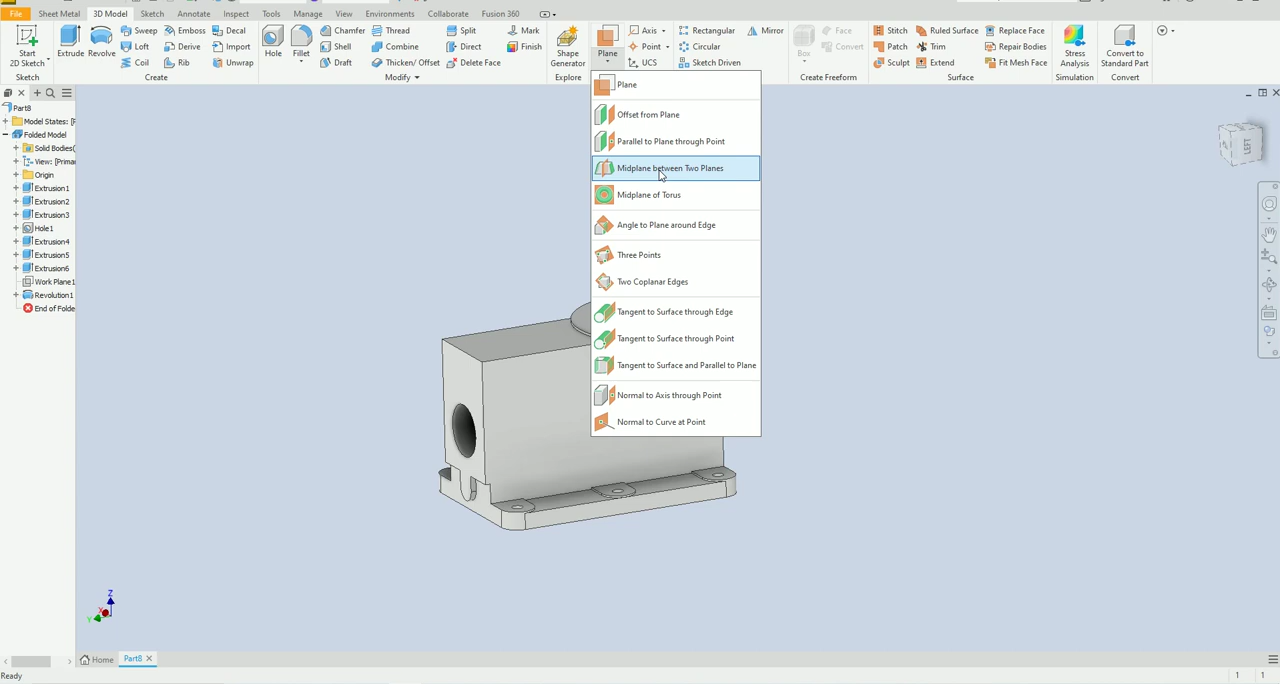 File Sheet Metal 3D Model Sketch Annotate Inspect Tools Manage View Environments Collaborate Fusion 360
Start
2D Sketch
Sketch
Extrude
Revolve
Sweep
Loft
Coil
Emboss
Derive
Rib
Decal
Import
Unwrap
Create
Hole
Fillet
Chamfer
Shell
Draft
Thread
Combine
Thicken/ Offset
Split
Direct
Delete Face
Mark
Finish
Modify
Shape
Generator
Explore
Plane
Axis
Point
UCS
Rectangular
Circular
Sketch Driven
Mirror
Box
Face
Convert
Create Freeform
Stitch
Patch
Sculpt
Ruled Surface
Trim
Extend
Replace Face
Repair Bodies
Fit Mesh Face
Surface
Stress
Analysis
Simulation
Convert to
Standard Part
Convert
Plane
Offset from Plane
Parallel to Plane through Point
Midplane between Two Planes
Midplane of Torus
Angle to Plane around Edge
Three Points
Two Coplanar Edges
Tangent to Surface through Edge
Tangent to Surface through Point
Tangent to Surface and Parallel to Plane
Normal to Axis through Point
Normal to Curve at Point
Part8
Model States: [F
Folded Model
Solid Bodies(
View: [Prima
Origin
Extrusion1
Extrusion2
Extrusion3
Hole1
Extrusion4
Extrusion5
Extrusion6
Work Plane1
Revolution1
End of Folde
LEFT
Z
X
Y
Home Part8
Ready
1 1